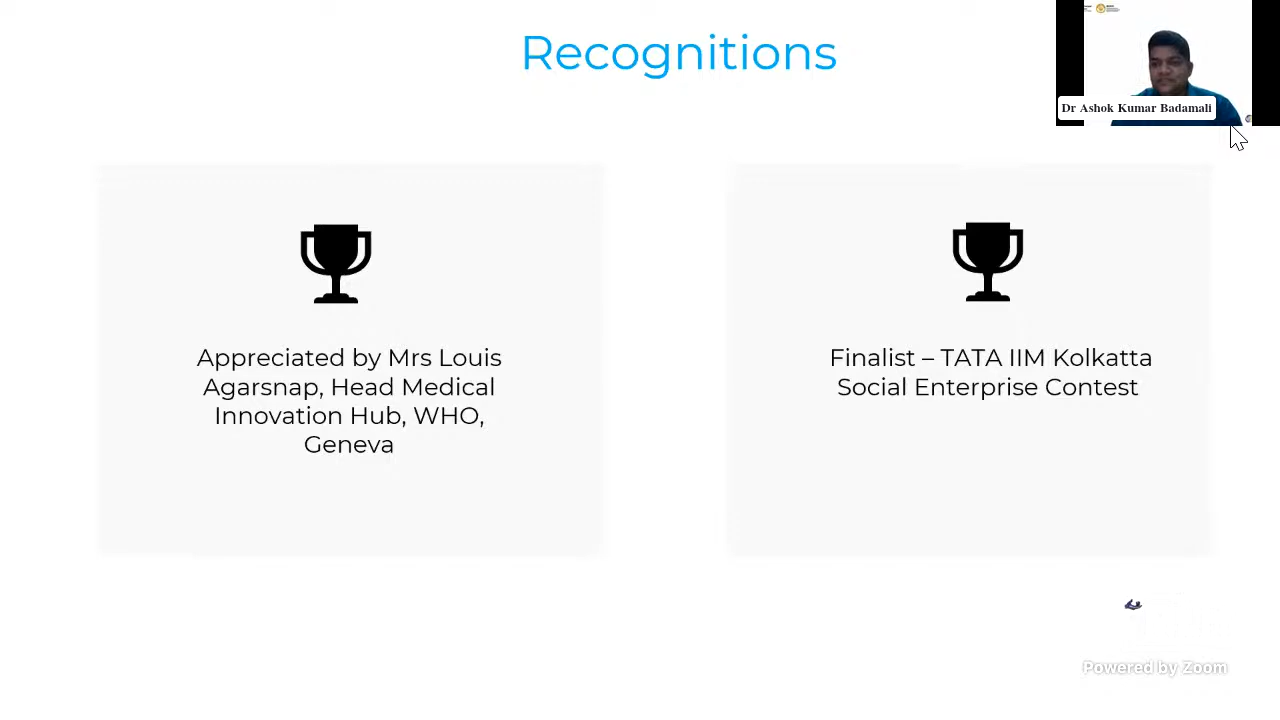 Recognitions
Dr Ashok Kumar Badamali
Appreciated by Mrs Louis
Agarsnap, Head Medical
Innovation Hub, WHO,
Geneva
Finalist – TATA IIM Kolkatta
Social Enterprise Contest
Powered by Zoom